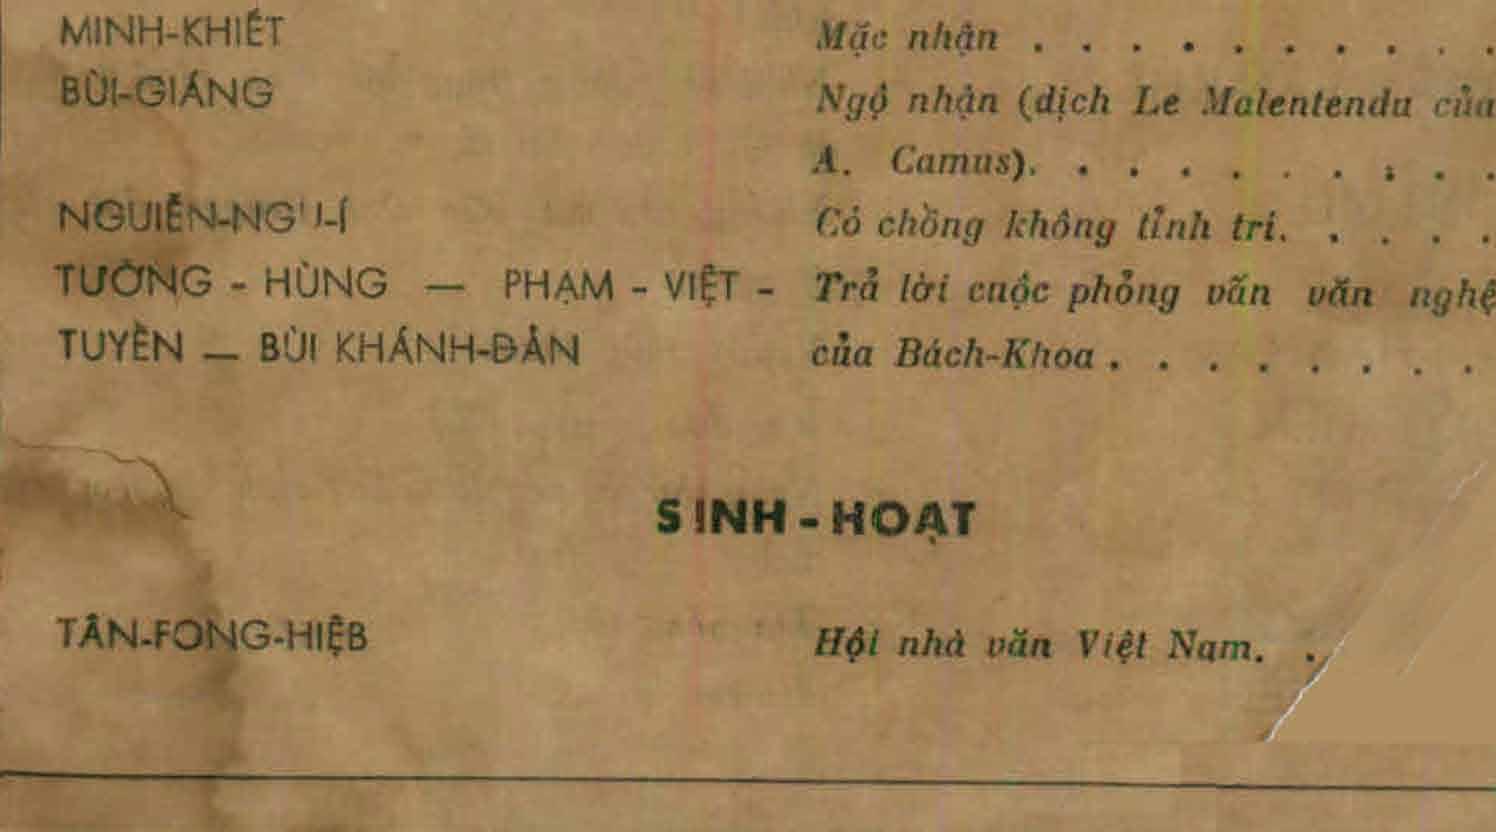 MINH-KHIẾT Mặc nhận . . . . . . . . . .
BÙI-GIÁNG Ngộ nhận (dịch Le Malentendu của
A. Camus). . . . . . . . . .
NGUIỄN-NGU-Í Có chồng không tỉnh trí. . . . .
TƯỜNG - HÙNG — PHẠM - VIỆT - Trả lời cuộc phỏng vấn văn nghệ
TUYỀN — BÙI KHÁNH-ĐẢN của Bách-Khoa . . . . . . . .
SINH - HOẠT
TÂN-FONG-HIỆB Hội nhà văn Việt Nam. .